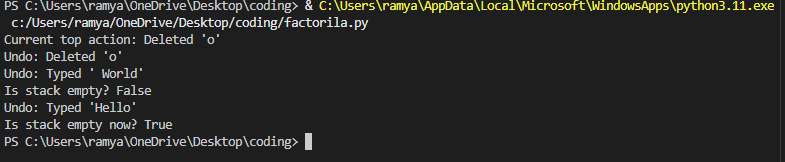 PS C:\Users\ramya\OneDrive\Desktop\coding> & C:\Users\ramya\AppData\Local\Microsoft\WindowsApps\python3.11.exe
c:/Users/ramya/OneDrive/Desktop/coding/factorila.py
Current top action: Deleted 'o'
Undo: Deleted 'o'
Undo: Typed ' World'
Is stack empty? False
Undo: Typed 'Hello'
Is stack empty now? True
PS C:\Users\ramya\OneDrive\Desktop\coding>